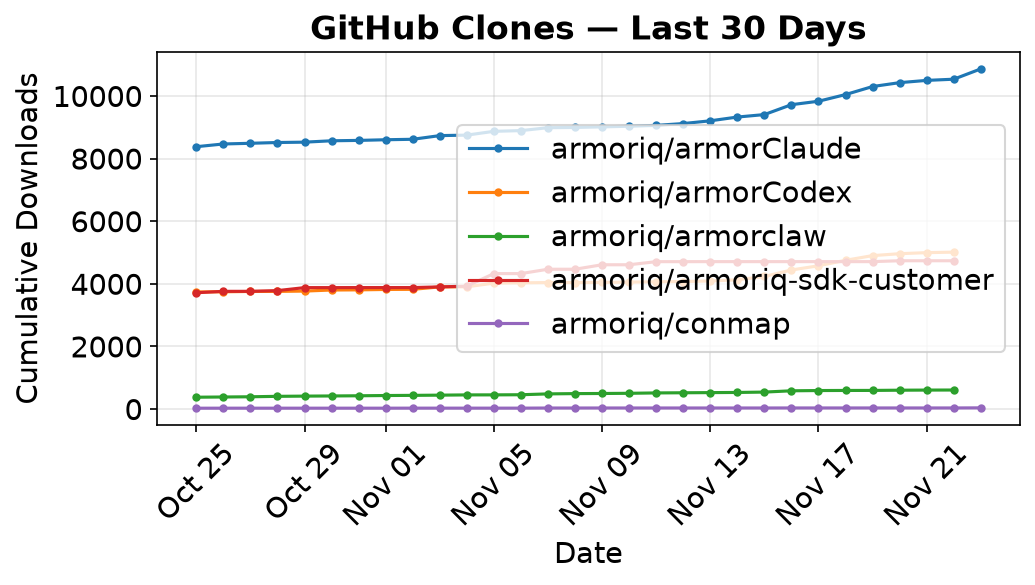 GitHub Clones — Last 30 Days
Cumulative Downloads
10000
8000
6000
4000
2000
0
armoriq/armorClaude
armoriq/armorCodex
armoriq/armorclaw
armoriq/armoriq-sdk-customer
armoriq/conmap
Oct 25
Oct 29
Nov 01
Nov 05
Nov 09
Nov 13
Nov 17
Nov 21
Date